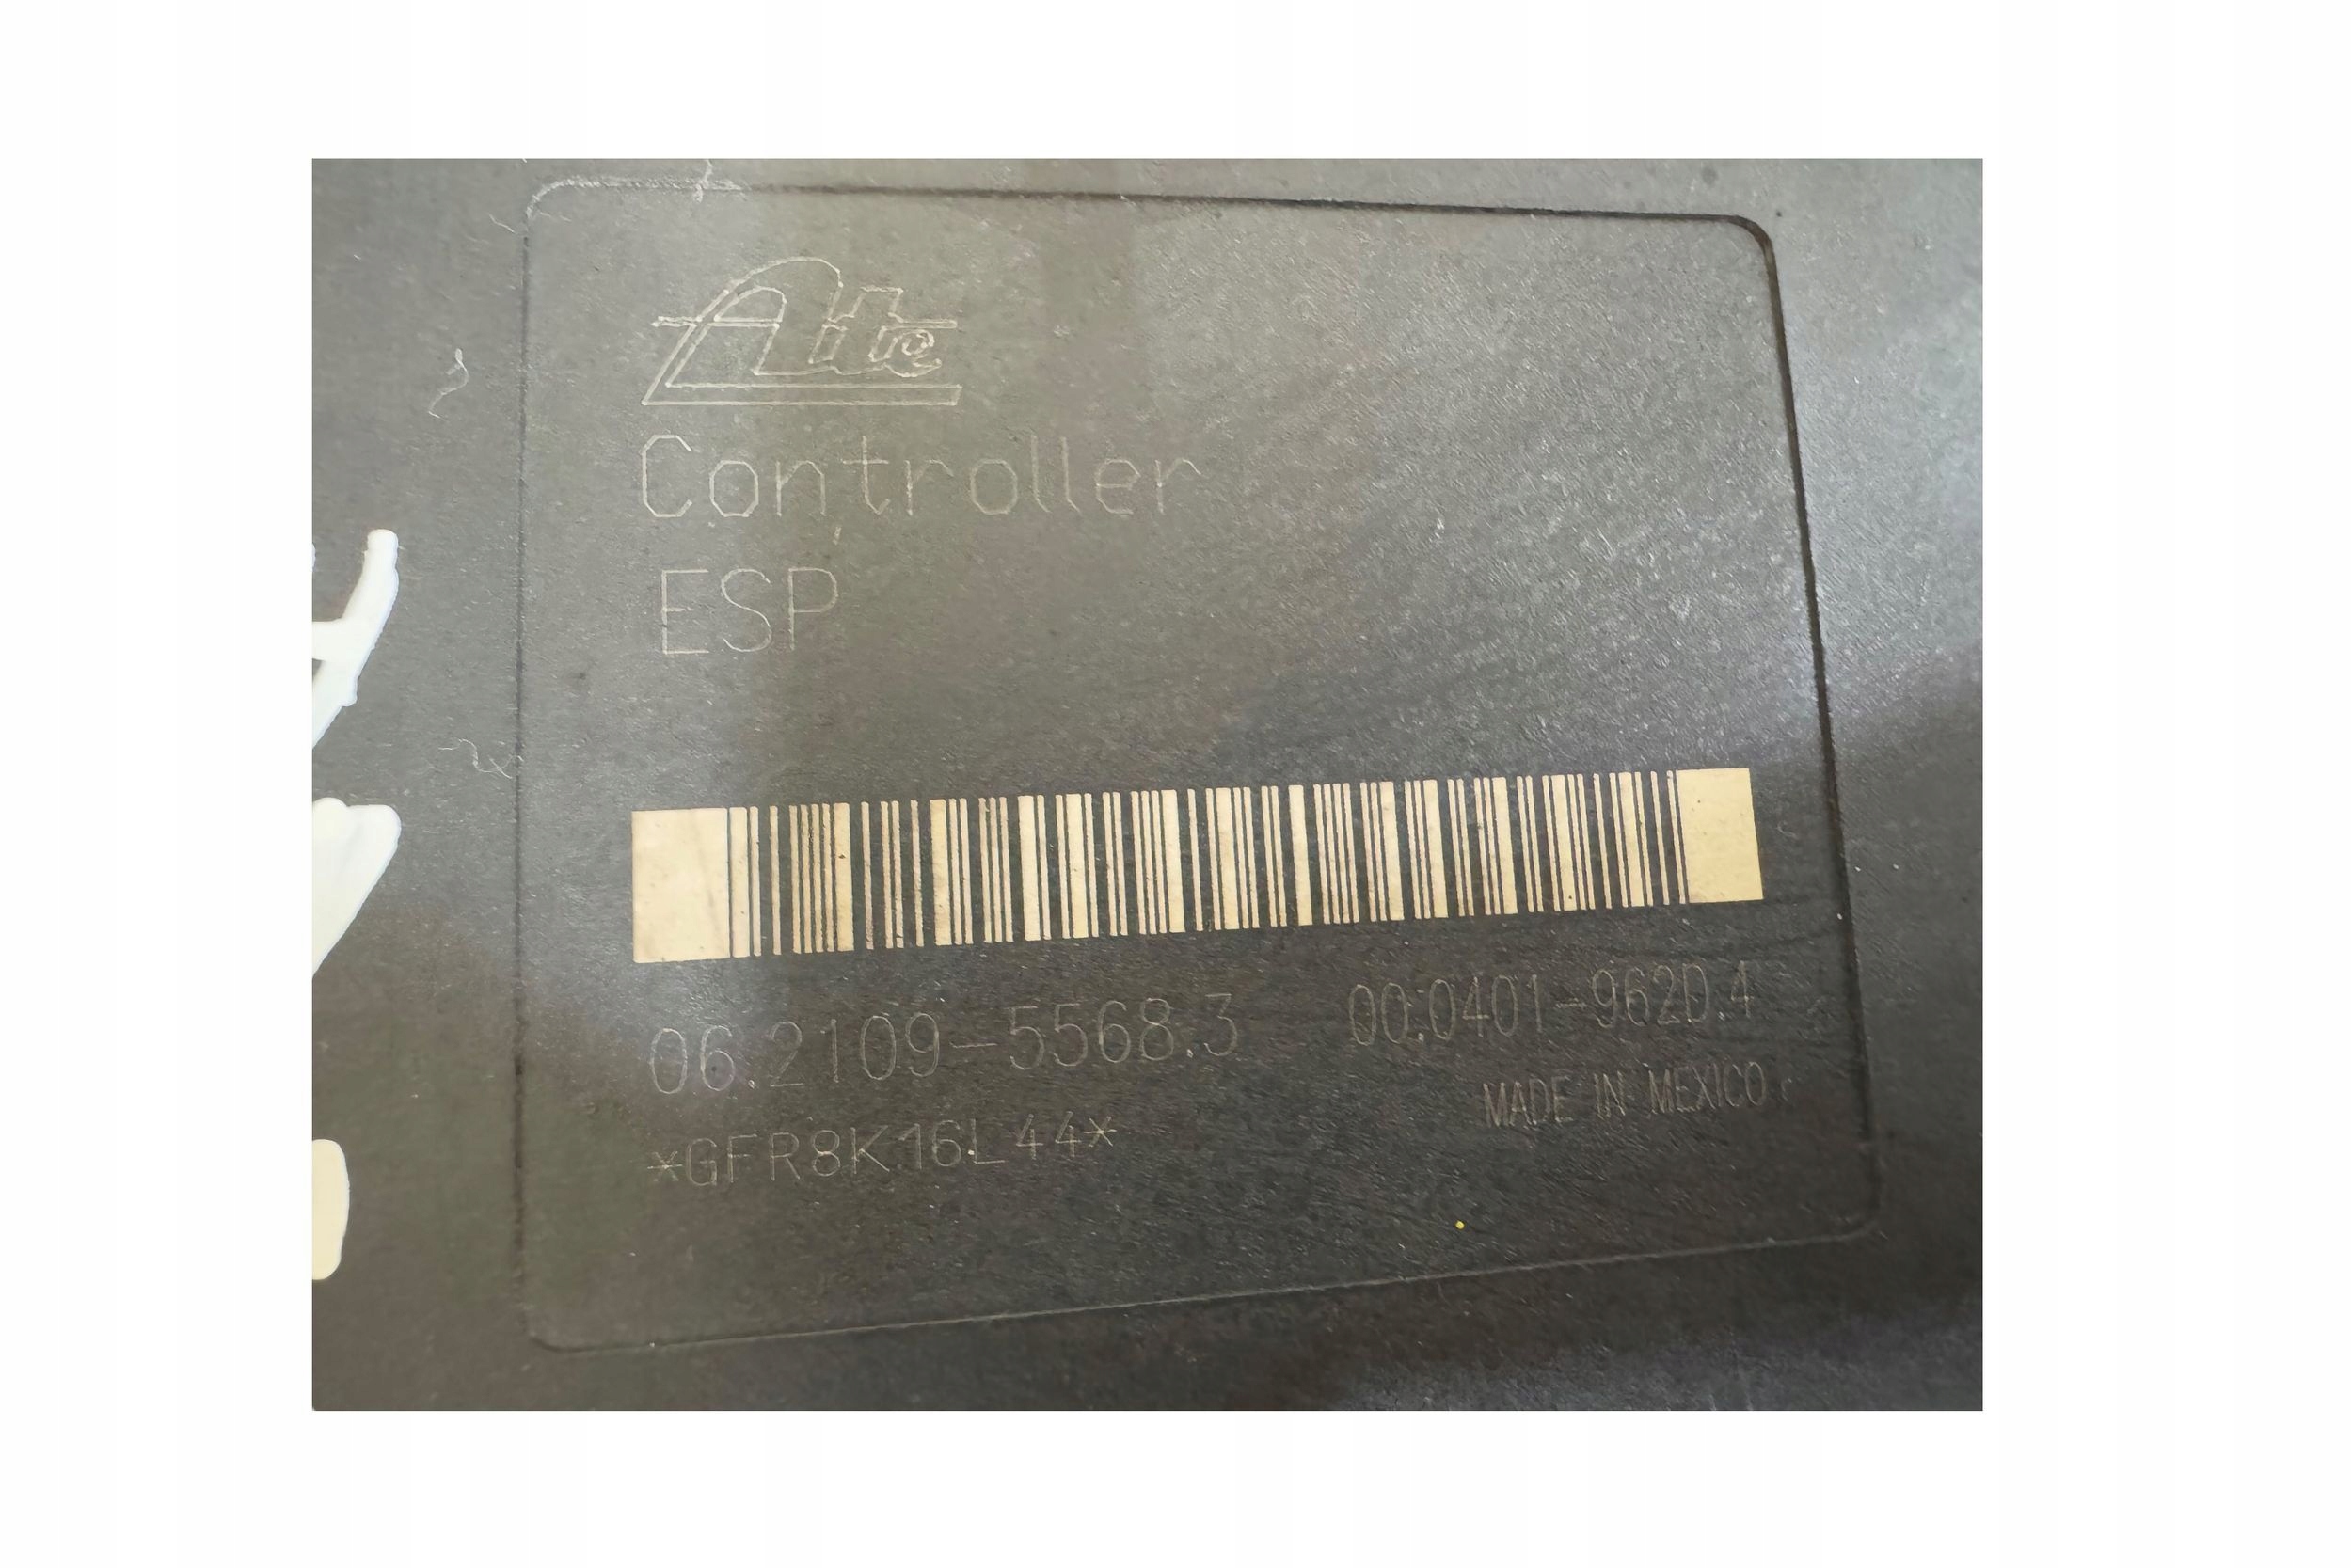 Ate
Controller
ESP
06.2109-5568.3 00.0401-962D.4
MADE IN MEXICO
*GFR8K16L44*